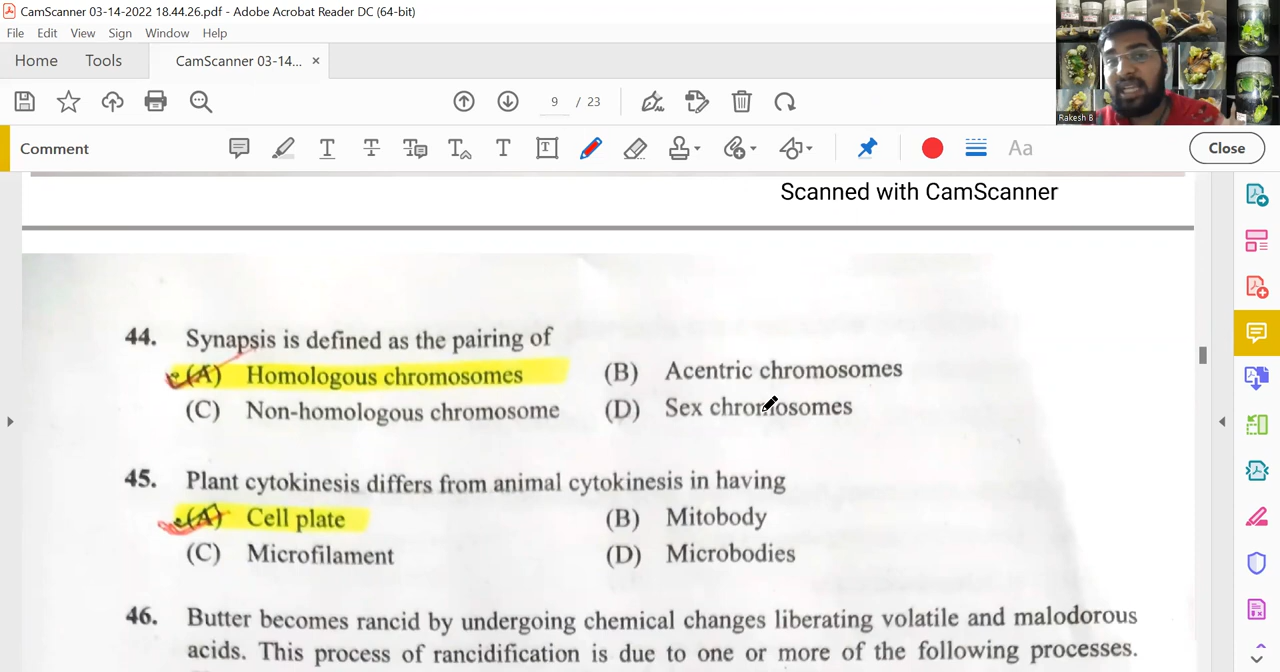 CamScanner 03-14-2022 18.44.26.pdf - Adobe Acrobat Reader DC (64-bit)
File Edit View Sign Window Help
Home Tools CamScanner 03-14... ×
9 / 23
Rakesh B
Comment Aa Close
Scanned with CamScanner
44. Synapsis is defined as the pairing of
(A) Homologous chromosomes (B) Acentric chromosomes
(C) Non-homologous chromosome (D) Sex chromosomes
45. Plant cytokinesis differs from animal cytokinesis in having
(A) Cell plate (B) Mitobody
(C) Microfilament (D) Microbodies
46. Butter becomes rancid by undergoing chemical changes liberating volatile and malodorous
acids. This process of rancidification is due to one or more of the following processes.